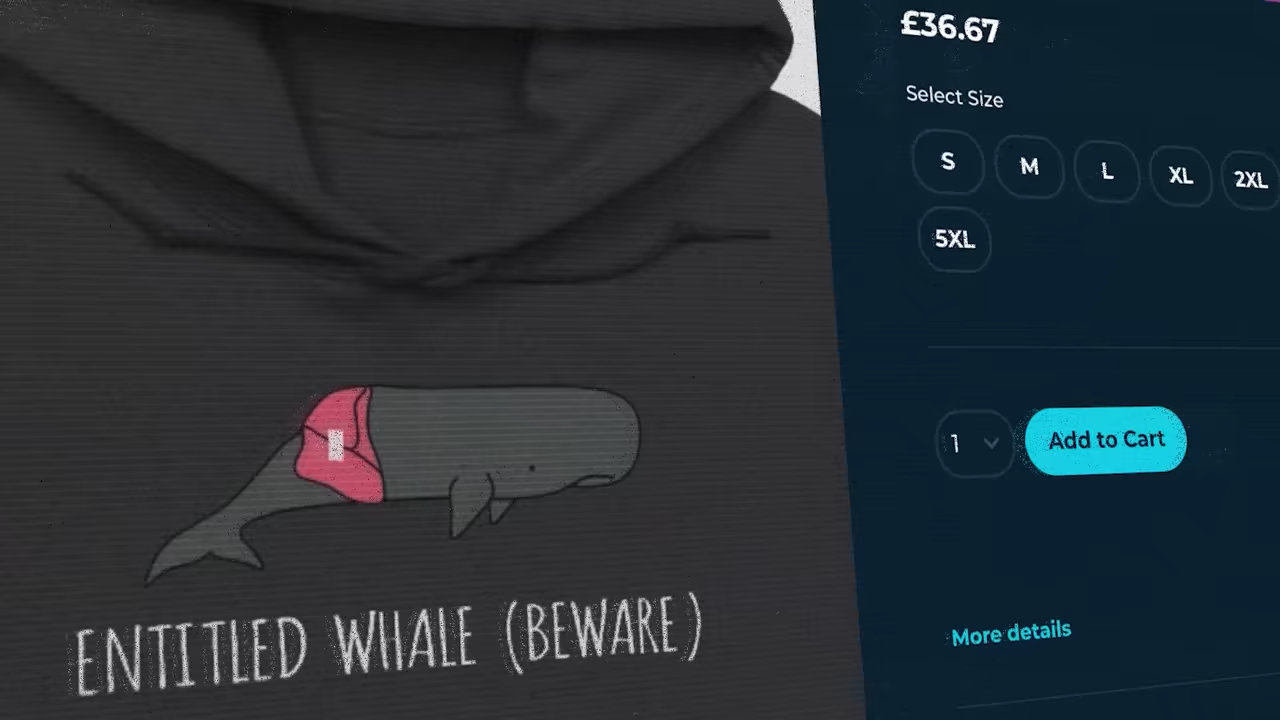 £36.67
Select Size
S M L XL 2XL
5XL
1
Add to Cart
More details
ENTITLED WHALE (BEWARE)